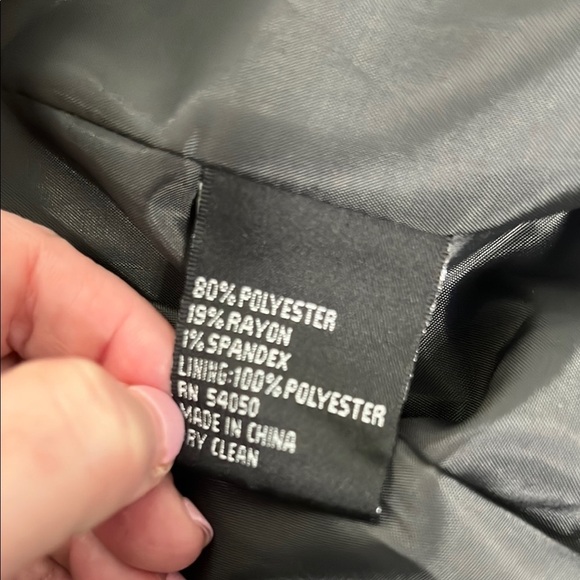 80% POLYESTER
19% RAYON
1% SPANDEX
LINING:100% POLYESTER
RN 54050
MADE IN CHINA
RY CLEAN